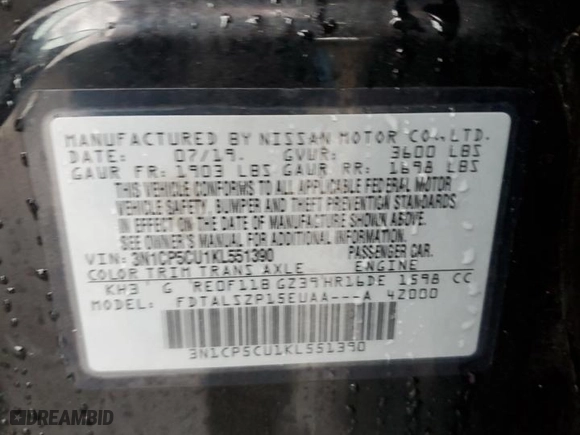 MANUFACTURED BY NISSAN MOTOR CO.,LTD.
DATE: 07/19. GVWR: 3600 LBS
GAWR FR: 1903 LBS GAWR RR: 1698 LBS
THIS VEHICLE CONFORMS TO ALL APPLICABLE FEDERAL MOTOR
VEHICLE SAFETY, BUMPER AND THEFT PREVENTION STANDARDS
IN EFFECT ON THE DATE OF MANUFACTURE SHOWN ABOVE.
SEE OWNER'S MANUAL FOR ADDITIONAL INFORMATION.
VIN: 3N1CP5CU1KL551390 PASSENGER CAR.
COLOR TRIM TRANS AXLE ENGINE
KH3 G RE0F11B GZ39 HR16DE 1598 CC
FDTALSZP15EUAA---A 42000
3N1CP5CU1KL551390
DREAMBID